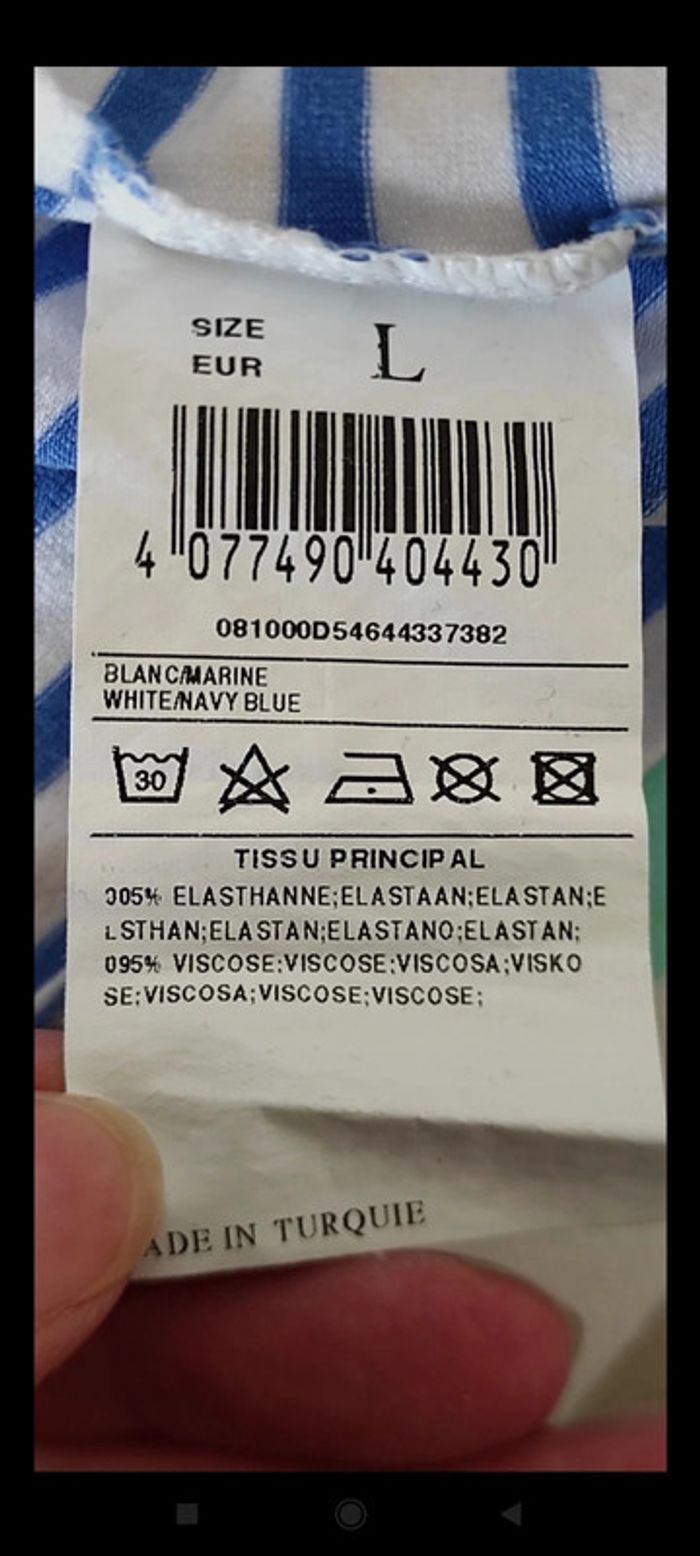 SIZE L
EUR
4 077490 404430
081000D54644337382
BLANC/MARINE
WHITE/NAVY BLUE
30
TISSU PRINCIPAL
005% ELASTHANNE;ELASTAAN;ELASTAN;E
LSTHAN;ELASTAN;ELASTANO;ELASTAN;
095% VISCOSE;VISCOSE;VISCOSA;VISKO
SE;VISCOSA;VISCOSE;VISCOSE;
ADE IN TURQUIE